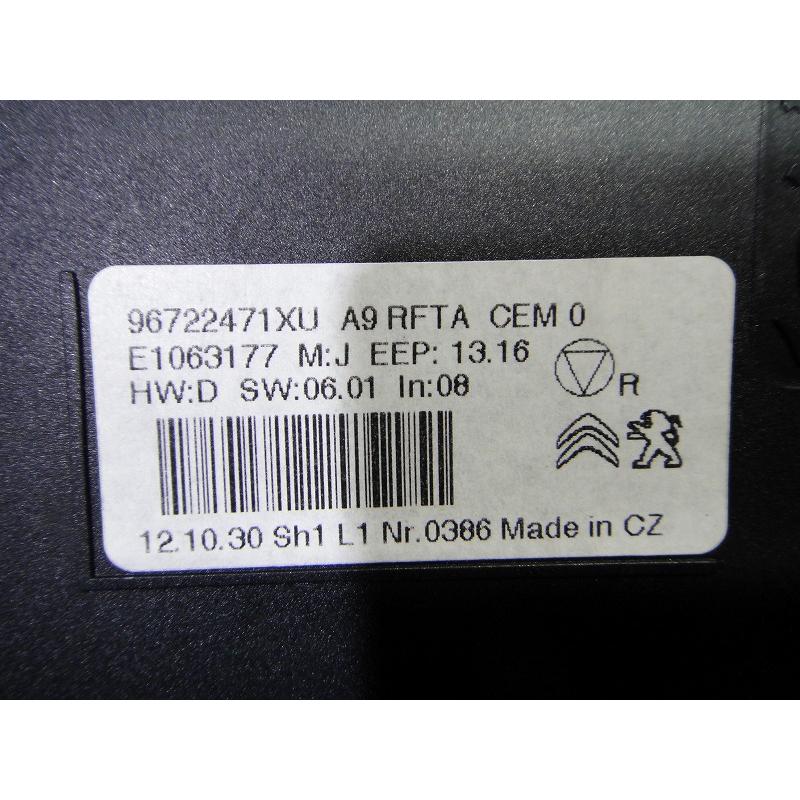 96722471XU A9 RFTA CEM 0
E1063177 M:J EEP: 13.16
HW:D SW:06.01 In:08
R
12.10.30 Sh1 L1 Nr.0386 Made in CZ